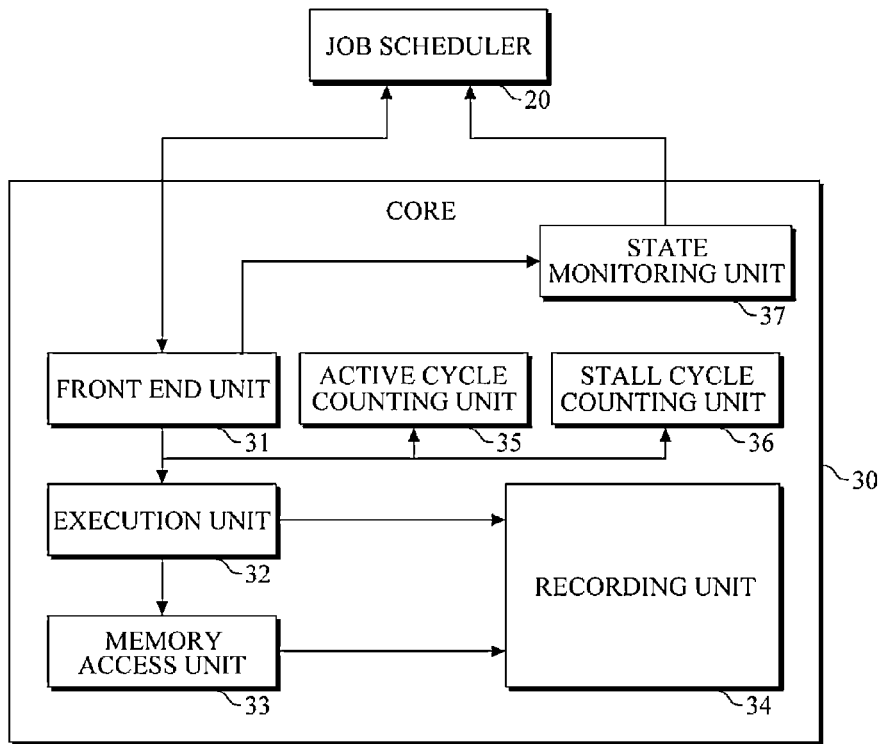 JOB SCHEDULER
20
CORE
STATE
MONITORING UNIT
37
FRONT END UNIT
31
ACTIVE CYCLE
COUNTING UNIT
35
STALL CYCLE
COUNTING UNIT
36
30
EXECUTION UNIT
32
RECORDING UNIT
34
MEMORY
ACCESS UNIT
33